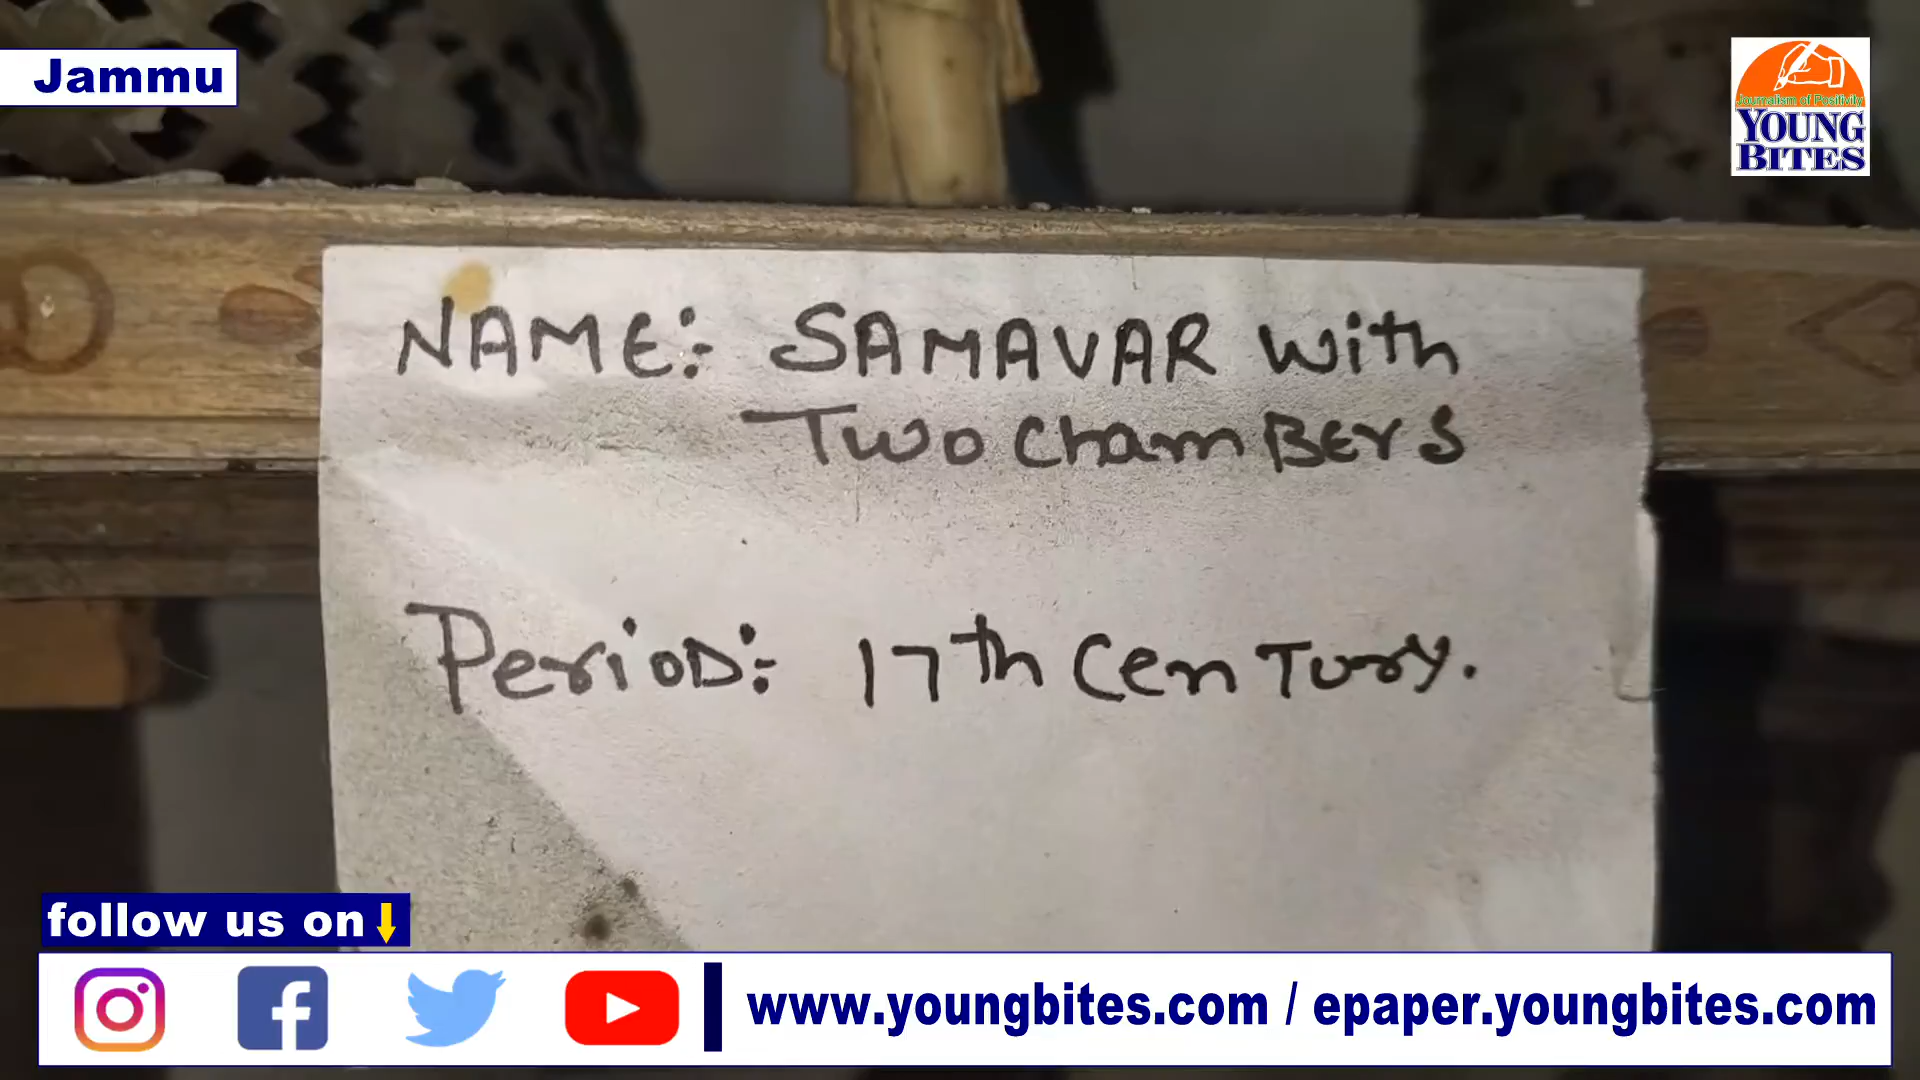 Jammu
Journalism of Positivity
YOUNG
BITES
NAME:- SAMAVAR with
Two ChamBErS
PerioD:- 17th CenTury.
follow us on
www.youngbites.com / epaper.youngbites.com